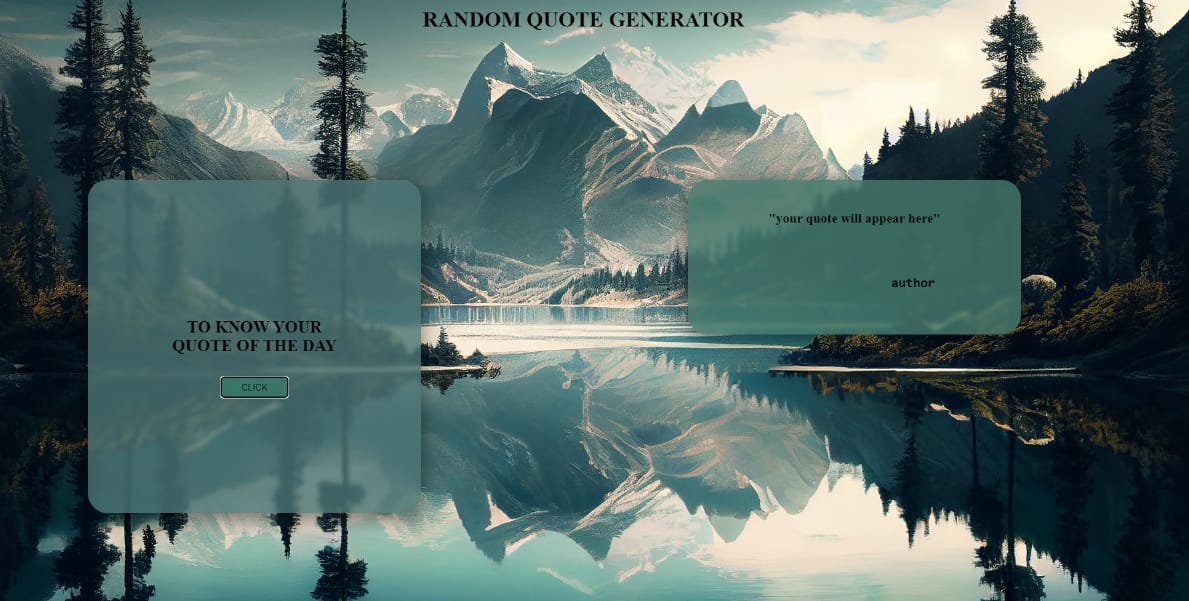 RANDOM QUOTE GENERATOR
TO KNOW YOUR
QUOTE OF THE DAY
CLICK
"your quote will appear here"
author